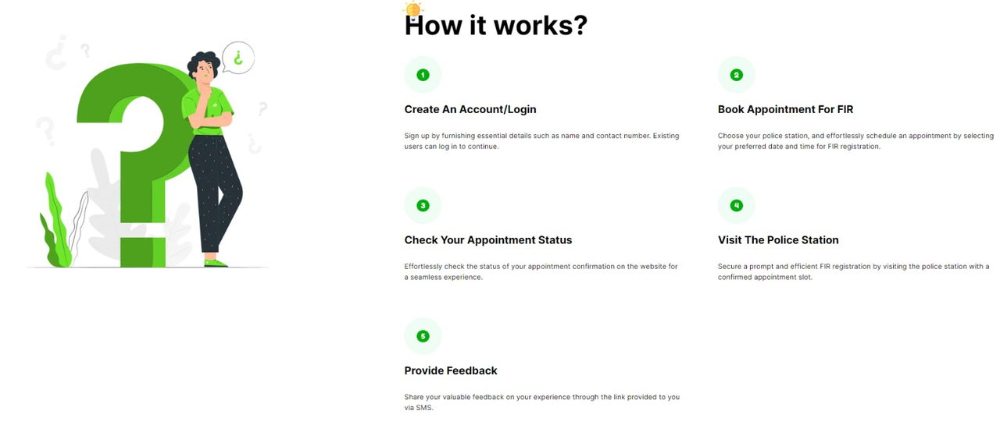 How it works?
1
Create An Account/Login
Sign up by furnishing essential details such as name and contact number. Existing
users can log in to continue.
2
Book Appointment For FIR
Choose your police station, and effortlessly schedule an appointment by selecting
your preferred date and time for FIR registration.
3
Check Your Appointment Status
Effortlessly check the status of your appointment confirmation on the website for
a seamless experience.
4
Visit The Police Station
Secure a prompt and efficient FIR registration by visiting the police station with a
confirmed appointment slot.
5
Provide Feedback
Share your valuable feedback on your experience through the link provided to you
via SMS.